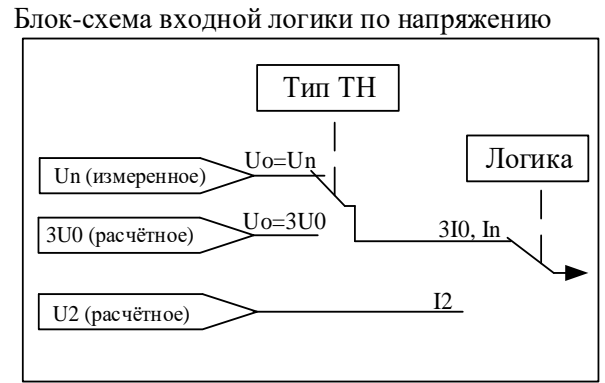 Блок-схема входной логики по напряжению
Тип ТН
Логика
Un (измеренное)
Uo=Un
3U0 (расчётное)
Uo=3U0
3I0, In
U2 (расчётное)
I2